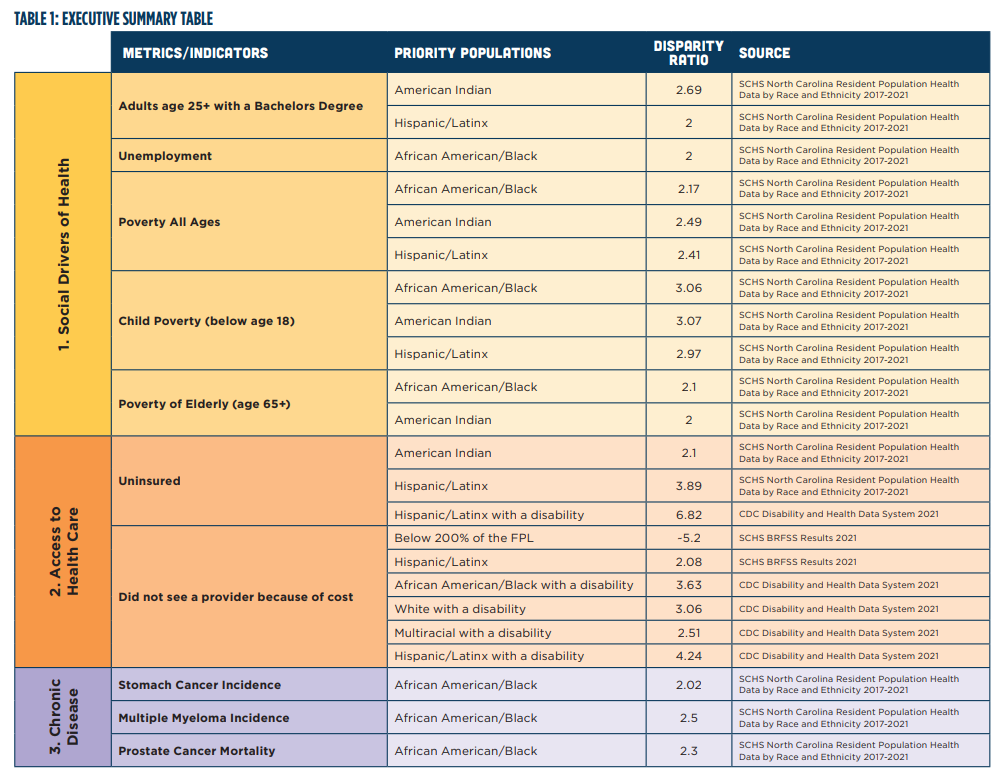 TABLE 1: EXECUTIVE SUMMARY TABLE
METRICS/INDICATORS
PRIORITY POPULATIONS
DISPARITY
RATIO
SOURCE
1. Social Drivers of Health
Adults age 25+ with a Bachelors Degree
American Indian
2.69
SCHS North Carolina Resident Population Health
Data by Race and Ethnicity 2017-2021
Hispanic/Latinx
2
SCHS North Carolina Resident Population Health
Data by Race and Ethnicity 2017-2021
Unemployment
African American/Black
2
SCHS North Carolina Resident Population Health
Data by Race and Ethnicity 2017-2021
Poverty All Ages
African American/Black
2.17
SCHS North Carolina Resident Population Health
Data by Race and Ethnicity 2017-2021
American Indian
2.49
SCHS North Carolina Resident Population Health
Data by Race and Ethnicity 2017-2021
Hispanic/Latinx
2.41
SCHS North Carolina Resident Population Health
Data by Race and Ethnicity 2017-2021
Child Poverty (below age 18)
African American/Black
3.06
SCHS North Carolina Resident Population Health
Data by Race and Ethnicity 2017-2021
American Indian
3.07
SCHS North Carolina Resident Population Health
Data by Race and Ethnicity 2017-2021
Hispanic/Latinx
2.97
SCHS North Carolina Resident Population Health
Data by Race and Ethnicity 2017-2021
Poverty of Elderly (age 65+)
African American/Black
2.1
SCHS North Carolina Resident Population Health
Data by Race and Ethnicity 2017-2021
American Indian
2
SCHS North Carolina Resident Population Health
Data by Race and Ethnicity 2017-2021
2. Access to
Health Care
Uninsured
American Indian
2.1
SCHS North Carolina Resident Population Health
Data by Race and Ethnicity 2017-2021
Hispanic/Latinx
3.89
SCHS North Carolina Resident Population Health
Data by Race and Ethnicity 2017-2021
Hispanic/Latinx with a disability
6.82
CDC Disability and Health Data System 2021
Did not see a provider because of cost
Below 200% of the FPL
~5.2
SCHS BRFSS Results 2021
Hispanic/Latinx
2.08
SCHS BRFSS Results 2021
African American/Black with a disability
3.63
CDC Disability and Health Data System 2021
White with a disability
3.06
CDC Disability and Health Data System 2021
Multiracial with a disability
2.51
CDC Disability and Health Data System 2021
Hispanic/Latinx with a disability
4.24
CDC Disability and Health Data System 2021
3. Chronic
Disease
Stomach Cancer Incidence
African American/Black
2.02
SCHS North Carolina Resident Population Health
Data by Race and Ethnicity 2017-2021
Multiple Myeloma Incidence
African American/Black
2.5
SCHS North Carolina Resident Population Health
Data by Race and Ethnicity 2017-2021
Prostate Cancer Mortality
African American/Black
2.3
SCHS North Carolina Resident Population Health
Data by Race and Ethnicity 2017-2021